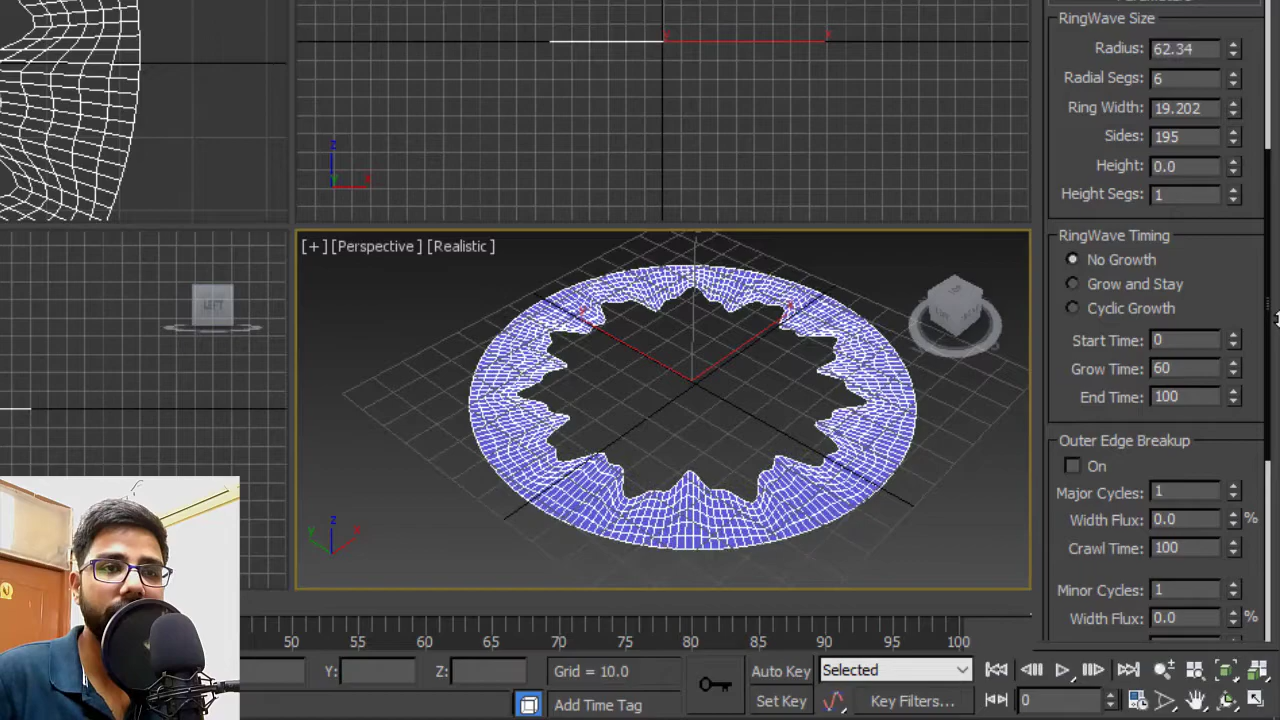 RingWave Size
Radius: 62.34
Radial Segs: 6
Ring Width: 19.202
Sides: 195
Height: 0.0
Height Segs: 1
RingWave Timing
No Growth
Grow and Stay
Cyclic Growth
Start Time: 0
Grow Time: 60
End Time: 100
Outer Edge Breakup
On
Major Cycles: 1
Width Flux: 0.0 %
Crawl Time: 100
Minor Cycles: 1
Width Flux: 0.0 %
z
x
[+] [Perspective] [Realistic]
LEFT
z
x
50 55 60 65 70 75 80 85 90 95 100
Y: Z: Grid = 10.0 Auto Key Selected
Add Time Tag Set Key Key Filters... 0